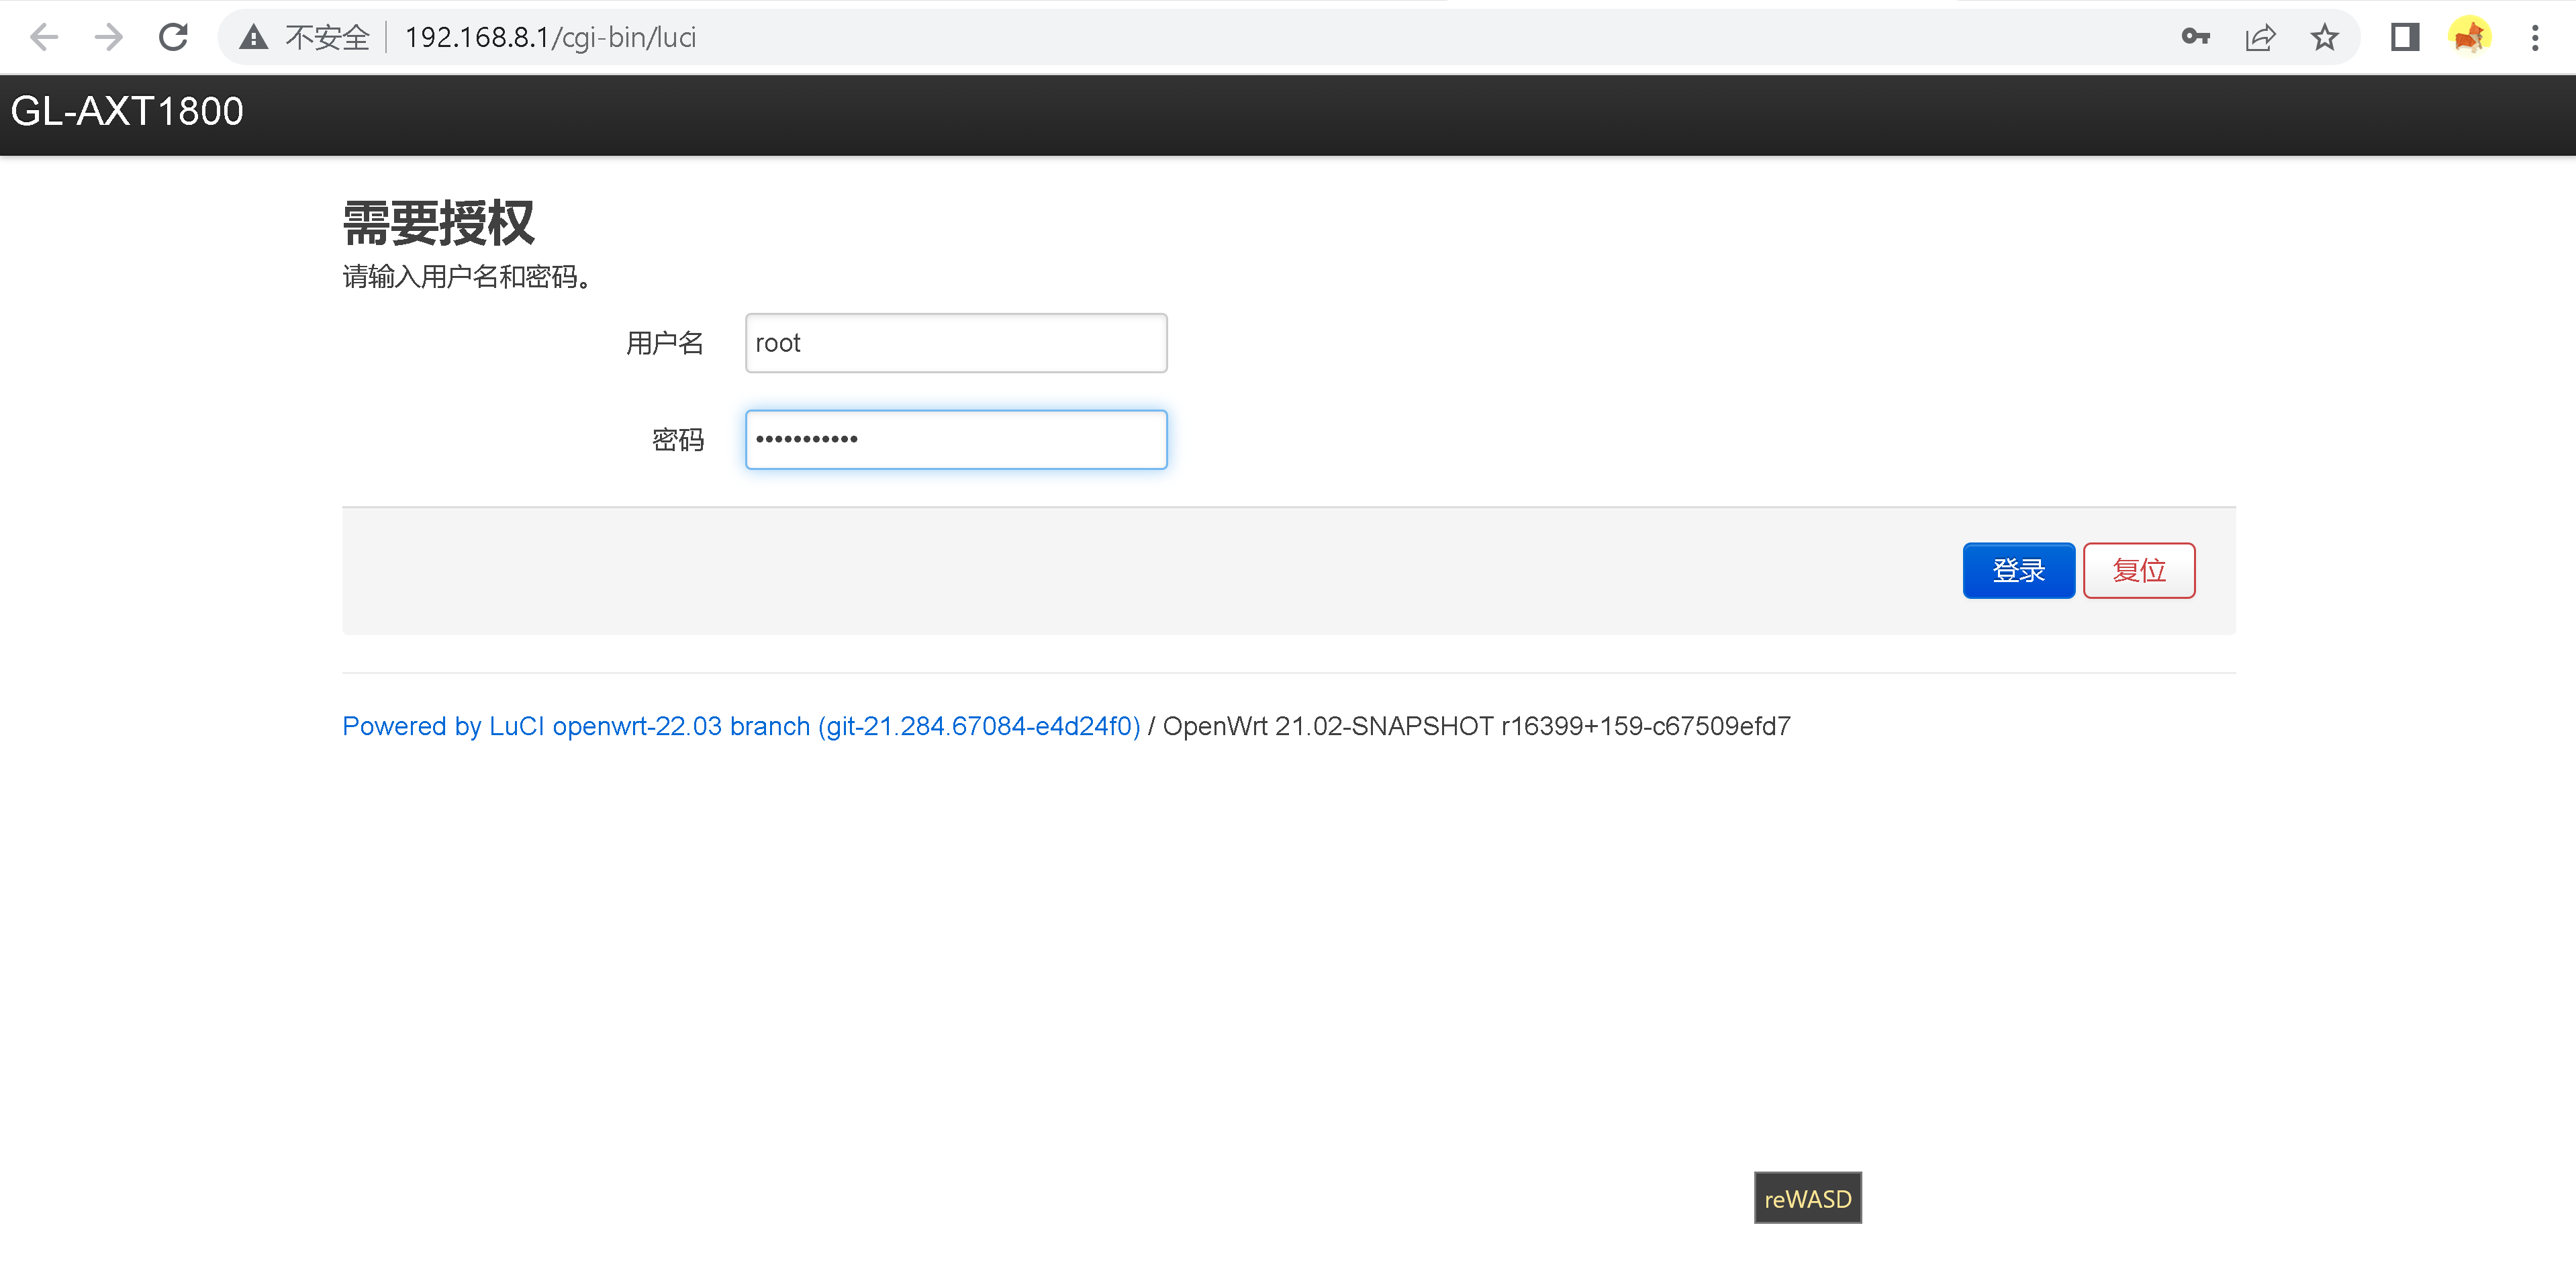 不安全 192.168.8.1/cgi-bin/luci
GL-AXT1800
需要授权
请输入用户名和密码。
用户名 root
密码 •••••••••••
登录 复位
Powered by LuCI openwrt-22.03 branch (git-21.284.67084-e4d24f0) / OpenWrt 21.02-SNAPSHOT r16399+159-c67509efd7
reWASD